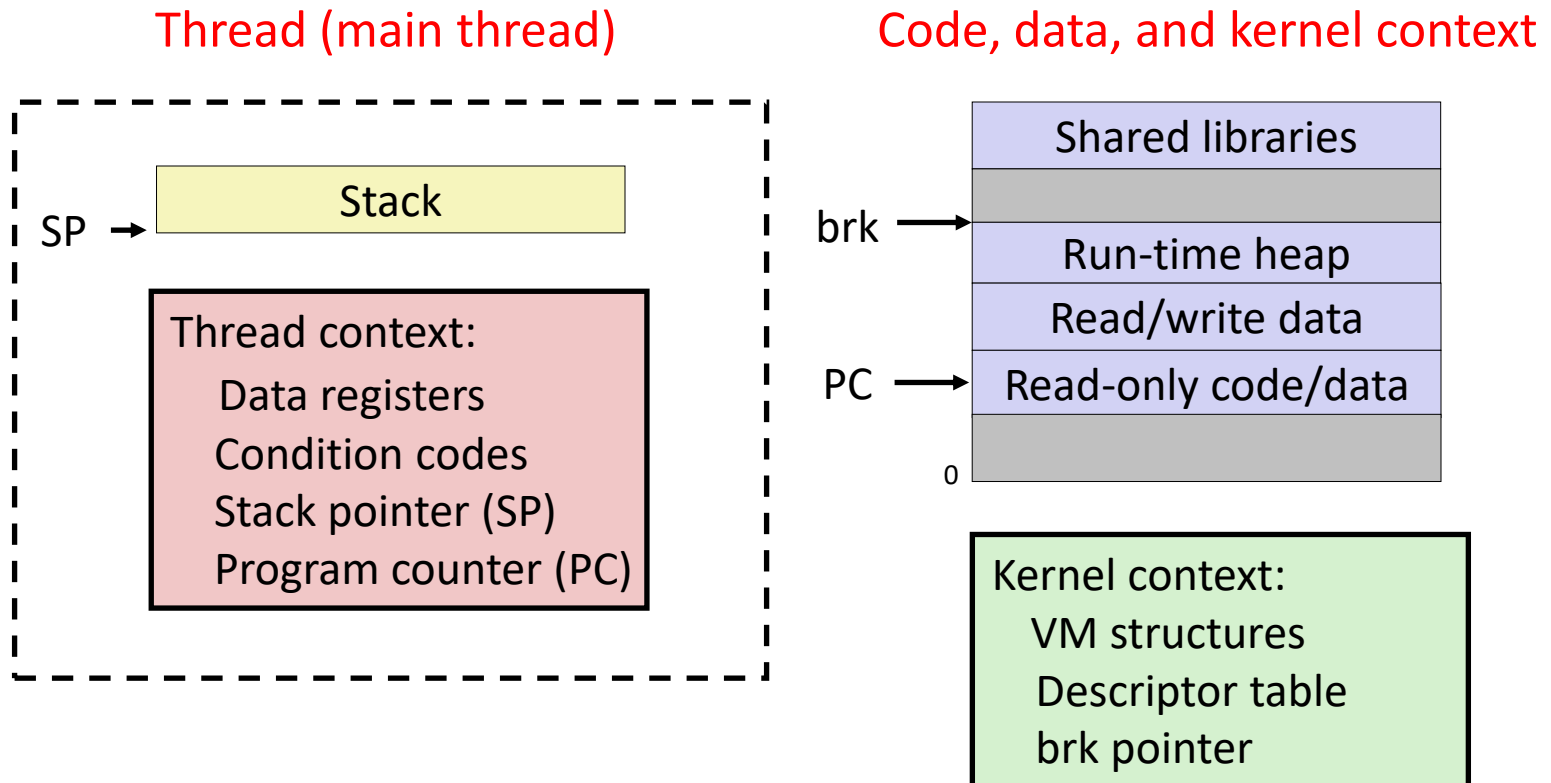 Thread (main thread)
Stack
SP
Thread context:
Data registers
Condition codes
Stack pointer (SP)
Program counter (PC)
Code, data, and kernel context
Shared libraries
brk
Run-time heap
Read/write data
PC
Read-only code/data
0
Kernel context:
VM structures
Descriptor table
brk pointer